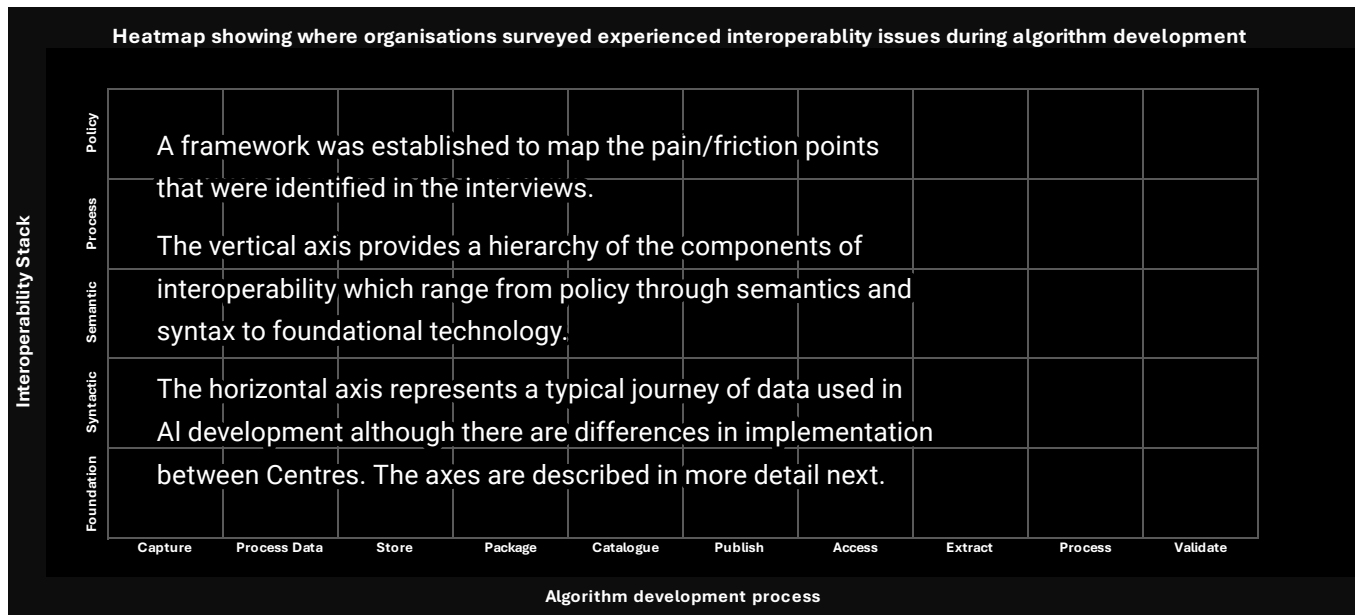 Heatmap showing where organisations surveyed experienced interoperablity issues during algorithm development
Interoperability Stack
Policy
Process
Semantic
Syntactic
Foundation
A framework was established to map the pain/friction points
that were identified in the interviews.
The vertical axis provides a hierarchy of the components of
interoperability which range from policy through semantics and
syntax to foundational technology.
The horizontal axis represents a typical journey of data used in
AI development although there are differences in implementation
between Centres. The axes are described in more detail next.
Capture Process Data Store Package Catalogue Publish Access Extract Process Validate
Algorithm development process